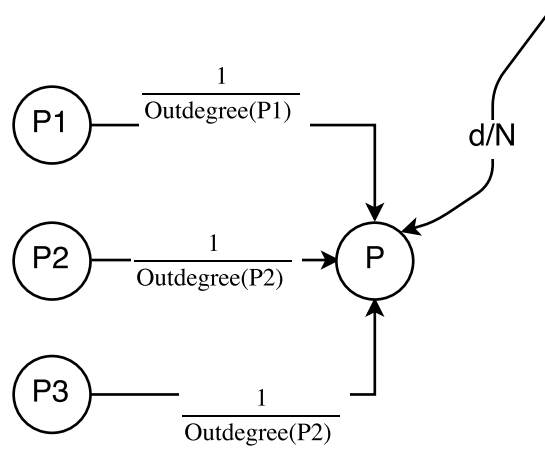 P1
1
Outdegree(P1)
d/N
P2
1
Outdegree(P2)
P
P3
1
Outdegree(P2)